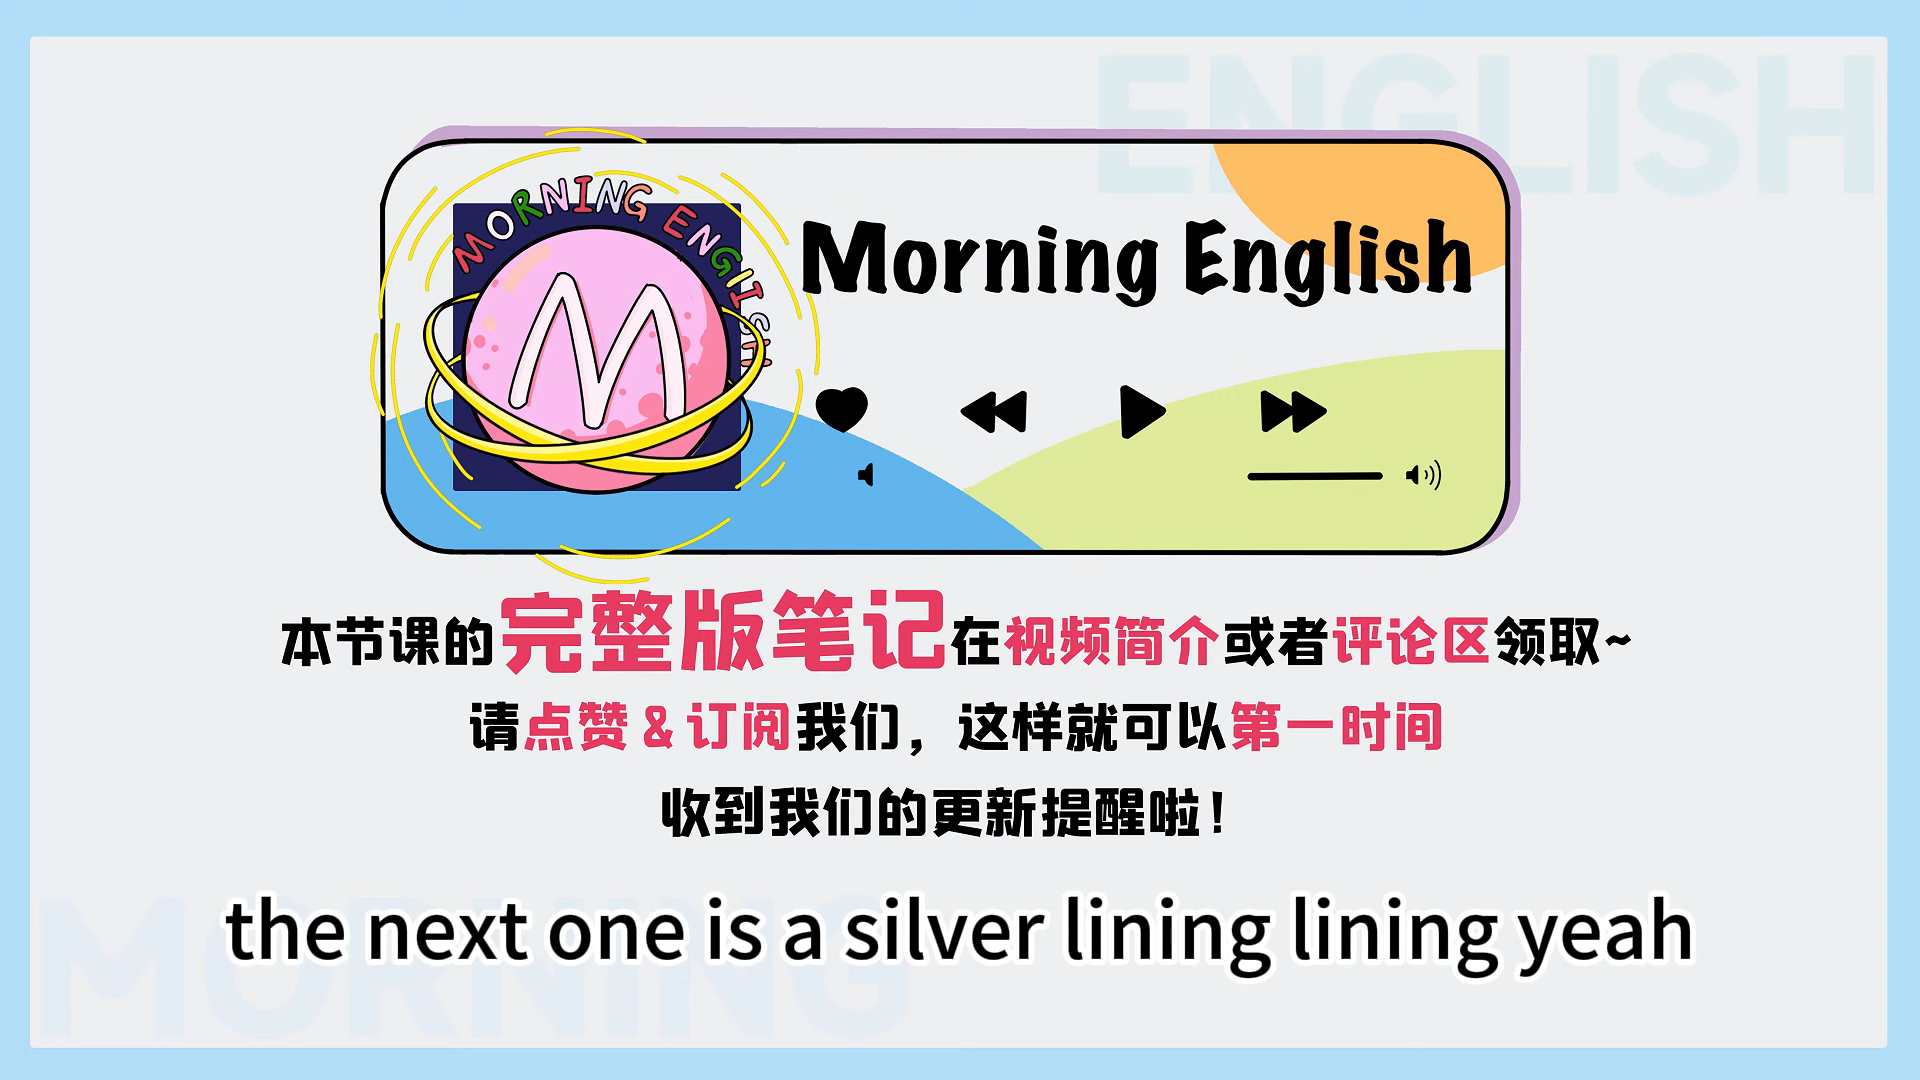 ENGLISH
MORNING ENGLISH
M
Morning English
本节课的完整版笔记在视频简介或者评论区领取~
请点赞&订阅我们，这样就可以第一时间
收到我们的更新提醒啦！
the next one is a silver lining lining yeah
MORNING